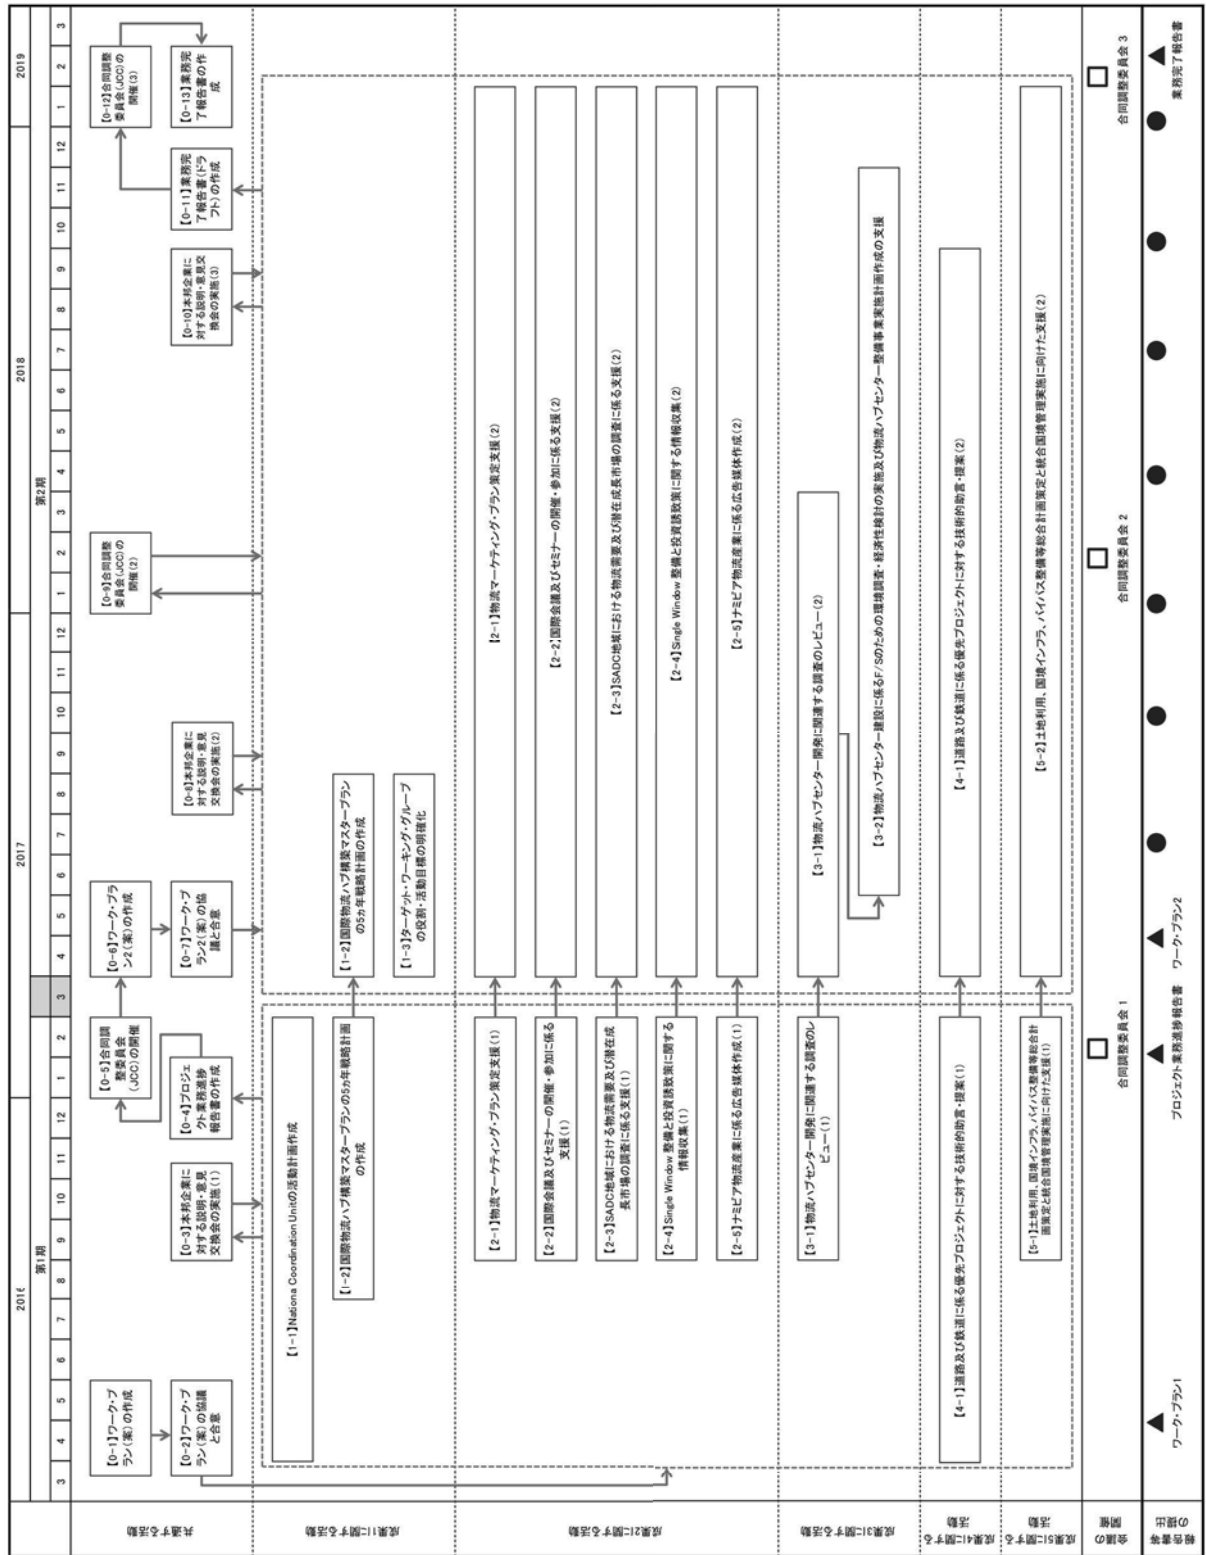 2016
2017
2018
2019
第1期
第2期
3
4
5
6
7
8
9
10
11
12
1
2
3
4
5
6
7
8
9
10
11
12
1
2
3
4
5
6
7
8
9
10
11
12
1
2
3
共通する活動
【0-1】ワーク・プ
ラン(案)の作成
【0-2】ワーク・プ
ラン(案)の協議
と合意
【0-3】本邦企業に
対する説明・意見
交換会の実施(1)
【0-4】プロジェ
クト業務進捗
報告書の作成
【0-5】合同調
整委員会
(JCC)の開催
【0-6】ワーク・プラ
ン2(案)の作成
【0-7】ワーク・プ
ラン2(案)の協
議と合意
【0-8】本邦企業に
対する説明・意見
交換会の実施(2)
【0-9】合同調整
委員会(JCC)の
開催(2)
【0-10】本邦企業に
対する説明・意見交
換会の実施(3)
【0-11】業務完
了報告書(ドラ
フト)の作成
【0-12】合同調整
委員会(JCC)の
開催(3)
【0-13】業務完
了報告書の作
成
成果1に関する活動
【1-1】Nationa Coordination Unitの活動計画作成
【1-2】国際物流ハブ構築マスタープランの5カ年戦略計画
の作成
【1-2】国際物流ハブ構築マスタープラン
の5カ年戦略計画の作成
【1-3】ターゲット・ワーキング・グループ
の役割・活動目標の明確化
成果2に関する活動
【2-1】物流マーケティング・プラン策定支援(1)
【2-1】物流マーケティング・プラン策定支援(2)
【2-2】国際会議及びセミナーの開催・参加に係る
支援(1)
【2-2】国際会議及びセミナーの開催・参加に係る支援(2)
【2-3】SADC地域における物流需要及び潜在成
長市場の調査に係る支援(1)
【2-3】SADC地域における物流需要及び潜在成長市場の調査に係る支援(2)
【2-4】Single Window 整備と投資誘致政策に関する
情報収集(1)
【2-4】Single Window 整備と投資誘致政策に関する情報収集(2)
【2-5】ナミビア物流産業に係る広告媒体作成(1)
【2-5】ナミビア物流産業に係る広告媒体作成(2)
成果3に関する活動
【3-1】物流ハブセンター開発に関連する調査のレ
ビュー(1)
【3-1】物流ハブセンター開発に関連する調査のレビュー(2)
【3-2】物流ハブセンター建設に係るF/Sのための環境調査・経済性検討の実施及び物流ハブセンター整備事業実施計画作成の支援
成果4に関する
活動
【4-1】道路及び鉄道に係る優先プロジェクトに対する技術的助言・提案(1)
【4-1】道路及び鉄道に係る優先プロジェクトに対する技術的助言・提案(2)
成果5に関する
活動
【5-1】土地利用、国境インフラ、バイパス整備等総合計
画策定と統合国境管理実施に向けた支援(1)
【5-2】土地利用、国境インフラ、バイパス整備等総合計画策定と統合国境管理実施に向けた支援(2)
会議の
開催
合同調整委員会 1
合同調整委員会 2
合同調整委員会 3
報告書等
の提出
ワーク・プラン1
プロジェクト業務進捗報告書
ワーク・プラン2
業務完了報告書